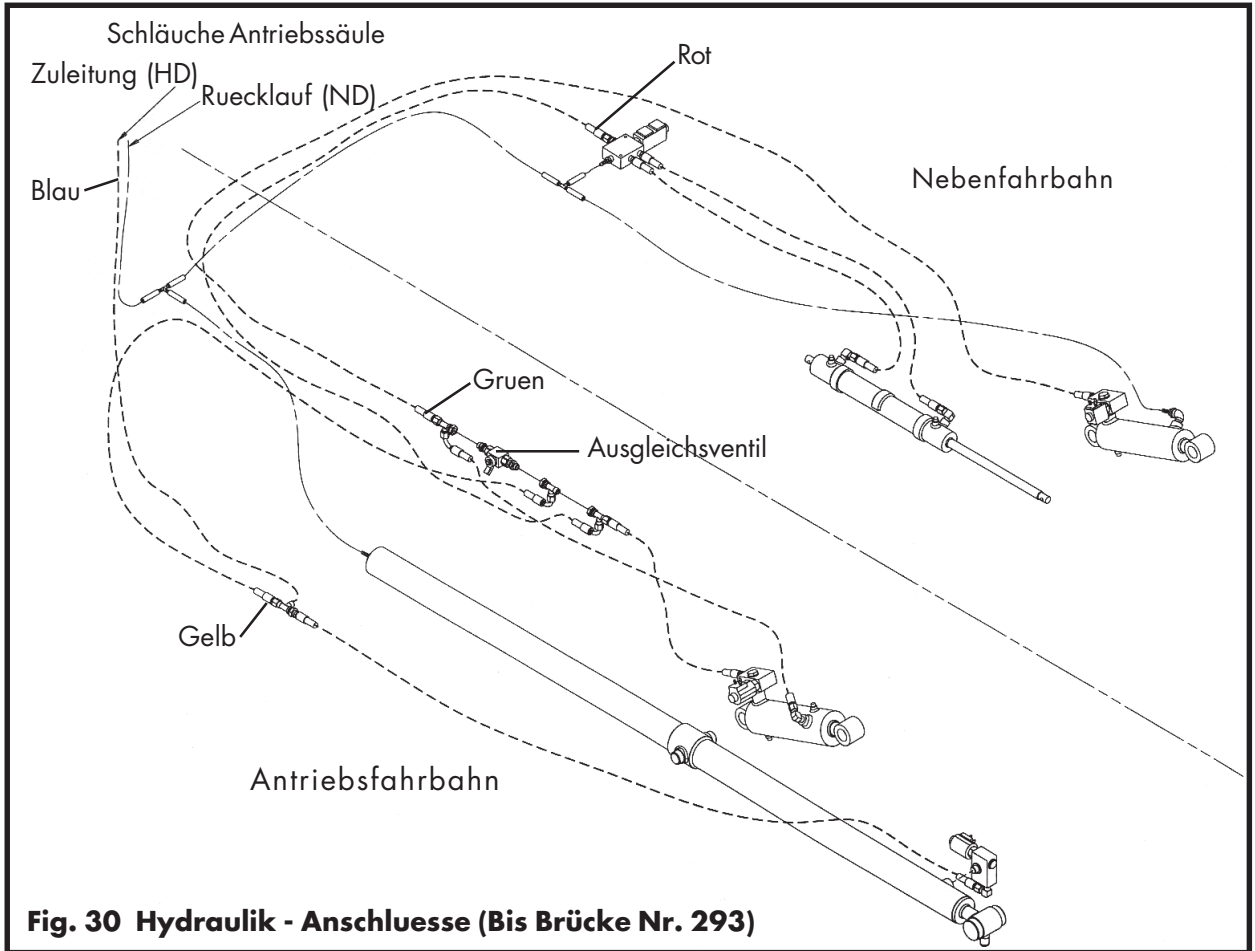 Schläuche Antriebssäule
Zuleitung (HD)
Ruecklauf (ND)
Rot
Blau
Nebenfahrbahn
Gruen
Ausgleichsventil
Gelb
Antriebsfahrbahn
Fig. 30 Hydraulik - Anschluesse (Bis Brücke Nr. 293)